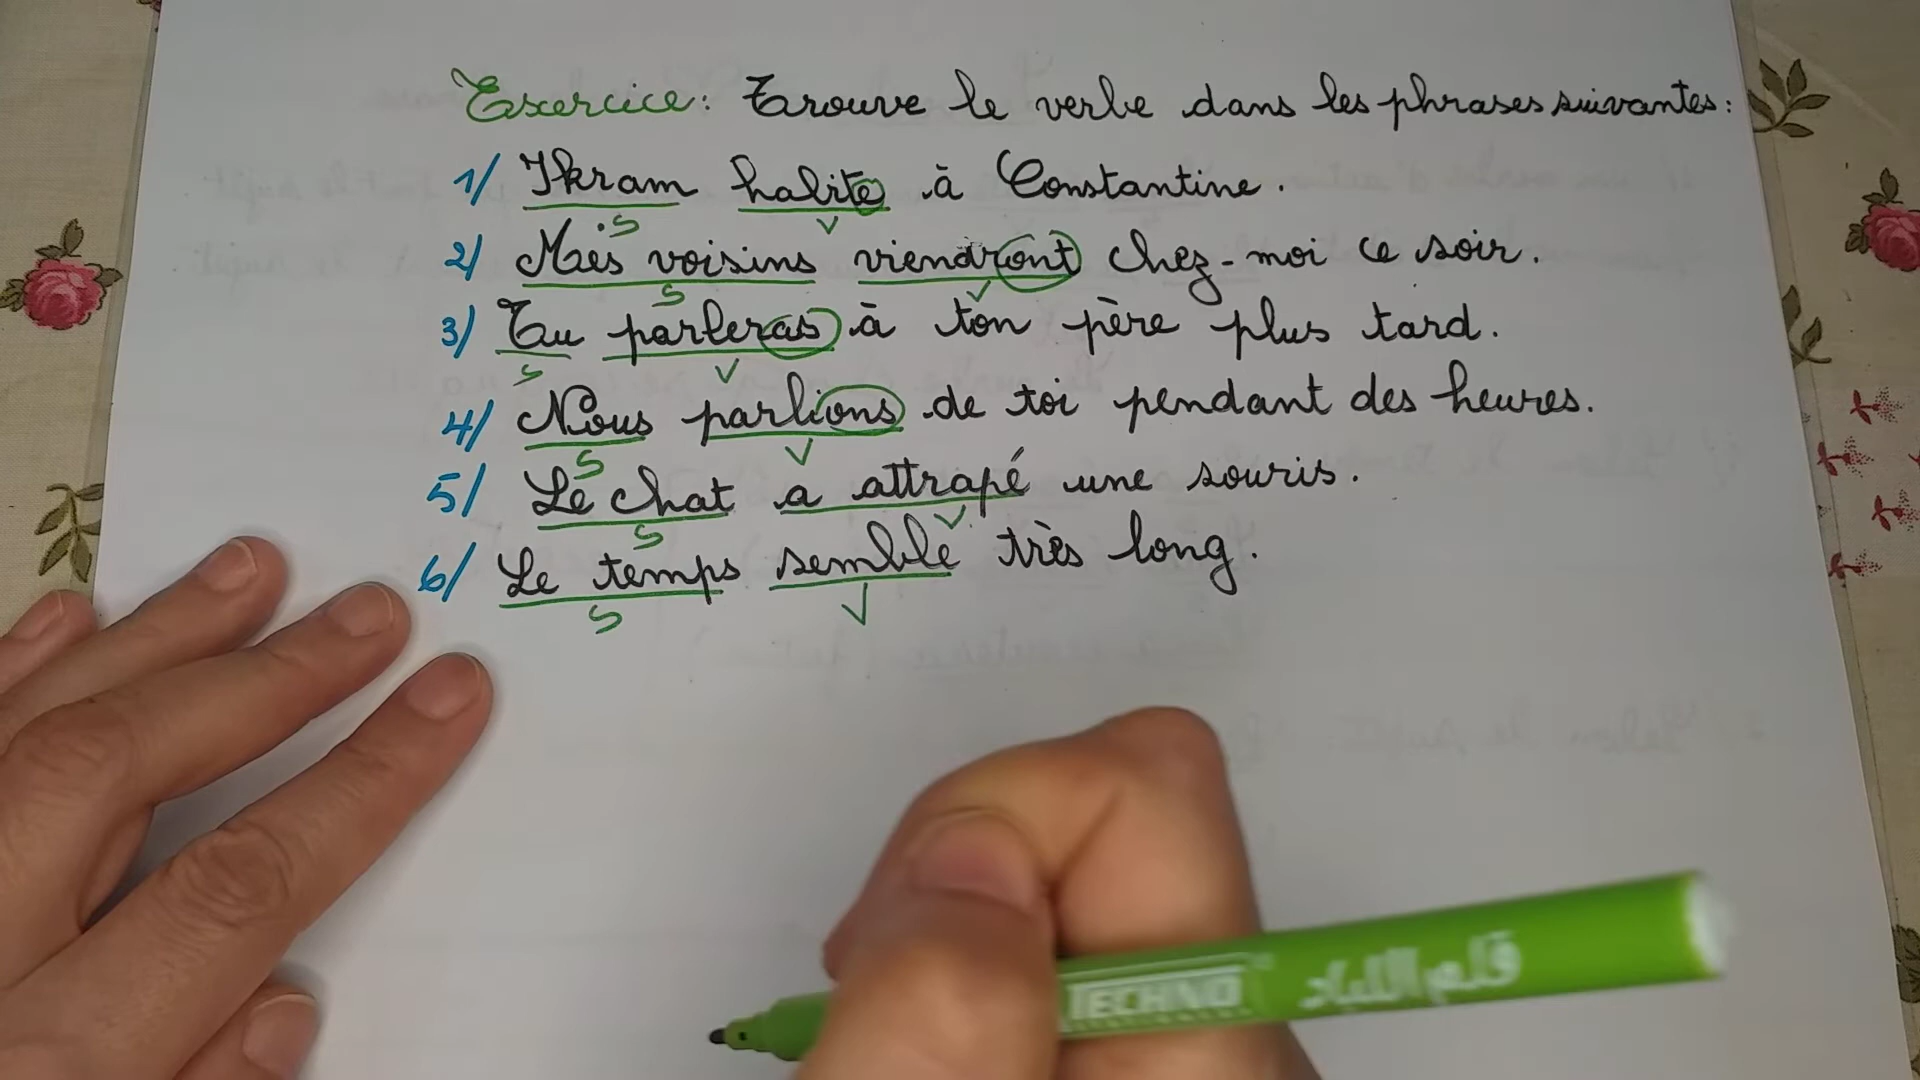 Exercice: Trouve le verbe dans les phrases suivantes:
1/ Ikram habite à Constantine.
S V
2/ Mes voisins viendront chez-moi ce soir.
S V
3/ Tu parleras à ton père plus tard.
S V
4/ Nous parlions de toi pendant des heures.
S V
5/ Le chat a attrapé une souris.
S V
6/ Le temps semble très long.
S V
TECHNO قلم اللباد